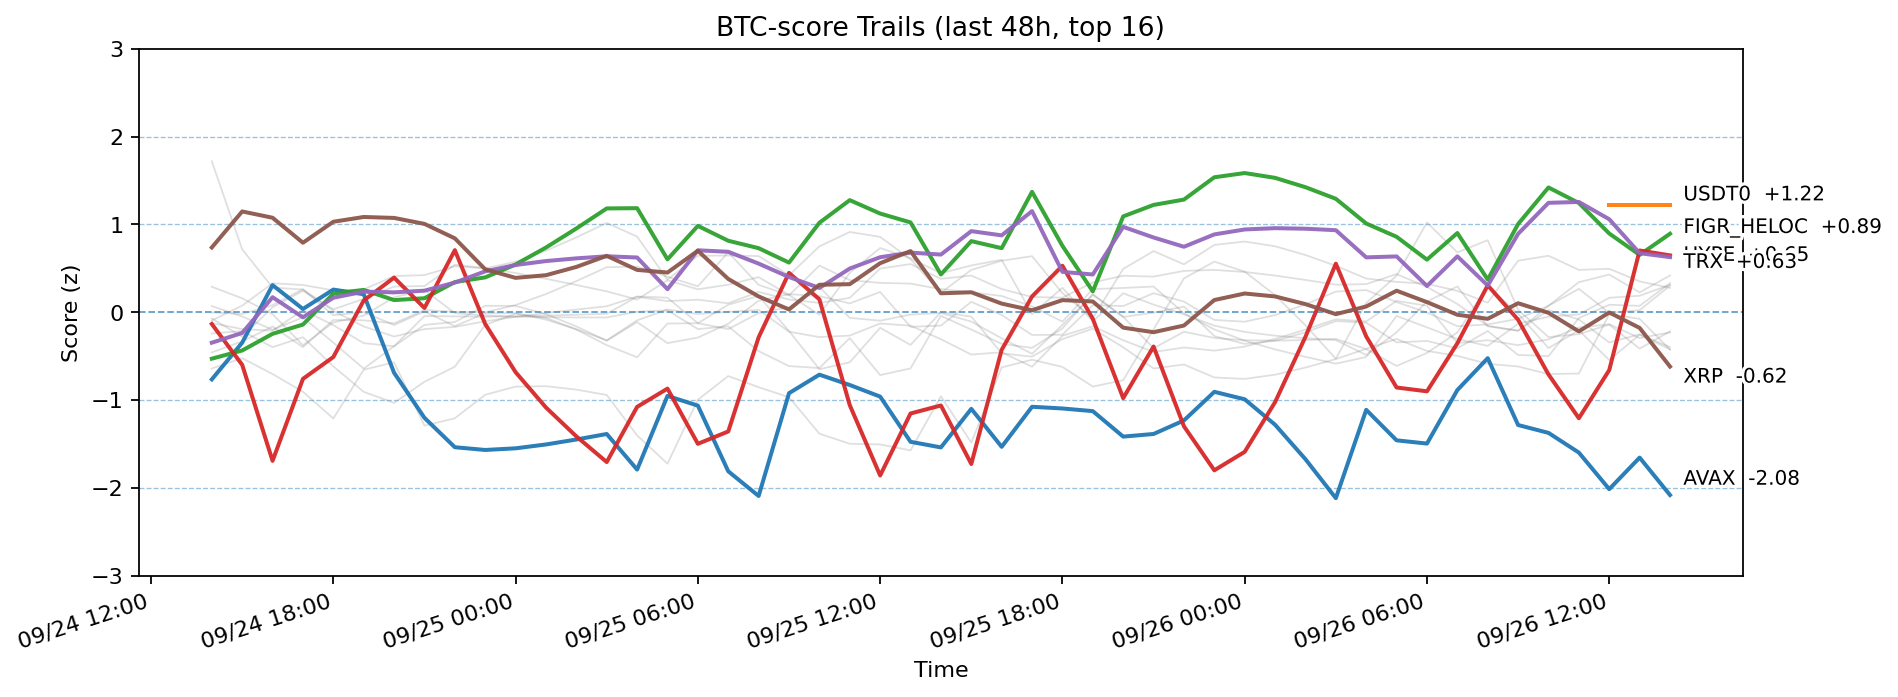 BTC-score Trails (last 48h, top 16)
Score (z)
3
2
1
0
−1
−2
−3
USDT0 +1.22
FIGR_HELOC +0.89
HYPE +0.65
TRX +0.63
XRP -0.62
AVAX -2.08
09/24 12:00
09/24 18:00
09/25 00:00
09/25 06:00
09/25 12:00
09/25 18:00
09/26 00:00
09/26 06:00
09/26 12:00
Time